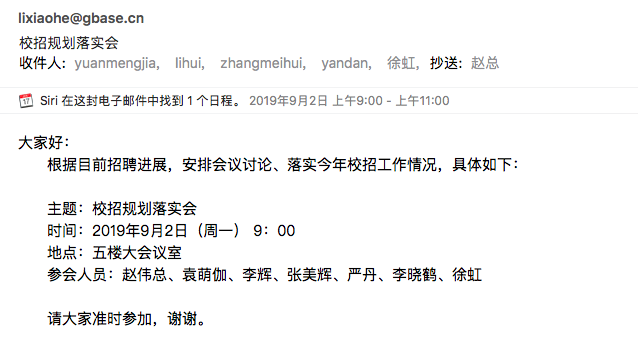 lixiaohe@gbase.cn
校招规划落实会
收件人: yuanmengjia, lihui, zhangmeihui, yandan, 徐虹, 抄送: 赵总
Siri 在这封电子邮件中找到 1 个日程。 2019年9月2日 上午9:00 - 上午11:00
大家好：
根据目前招聘进展，安排会议讨论、落实今年校招工作情况，具体如下：
主题：校招规划落实会
时间：2019年9月2日（周一） 9：00
地点：五楼大会议室
参会人员：赵伟总、袁萌伽、李辉、张美辉、严丹、李晓鹤、徐虹
请大家准时参加，谢谢。